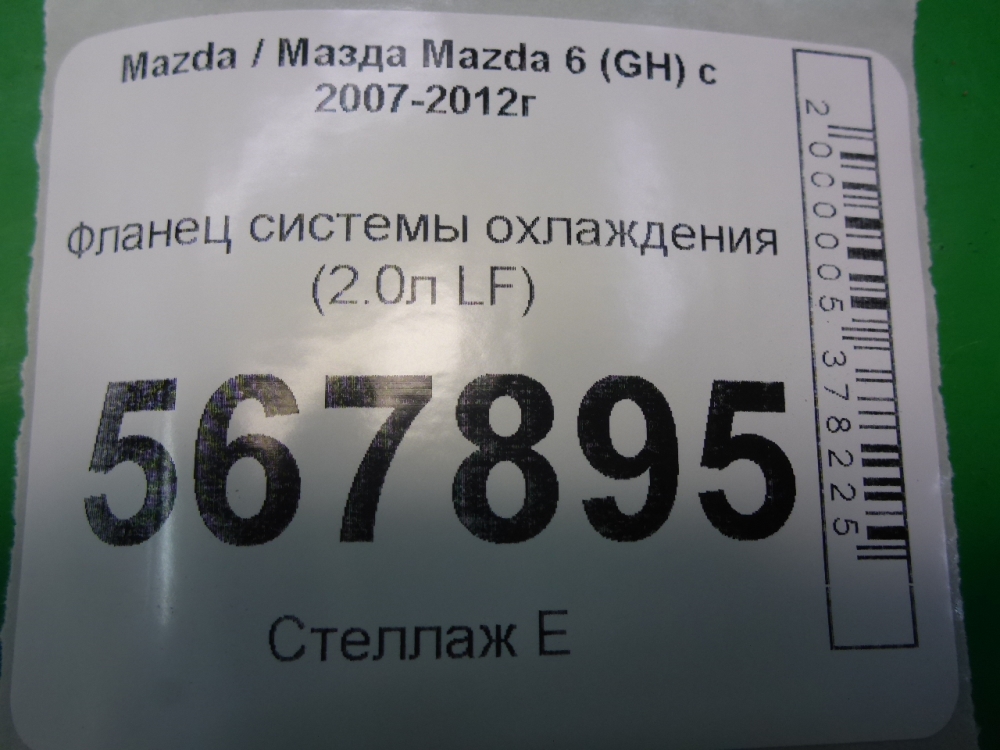 Mazda / Мазда Mazda 6 (GH) с
2007-2012г
Фланец системы охлаждения
(2.0л LF)
567895
Стеллаж Е
2000005378225